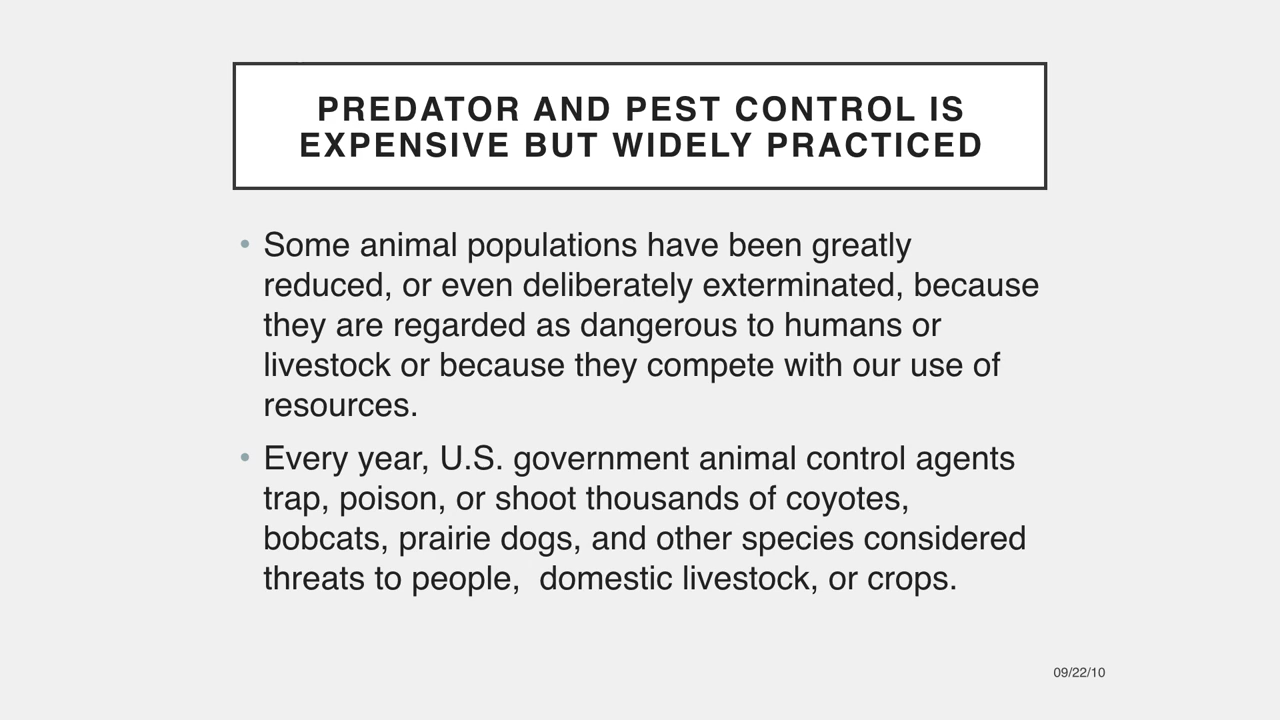 PREDATOR AND PEST CONTROL IS
EXPENSIVE BUT WIDELY PRACTICED
• Some animal populations have been greatly
reduced, or even deliberately exterminated, because
they are regarded as dangerous to humans or
livestock or because they compete with our use of
resources.
• Every year, U.S. government animal control agents
trap, poison, or shoot thousands of coyotes,
bobcats, prairie dogs, and other species considered
threats to people,  domestic livestock, or crops.
09/22/10